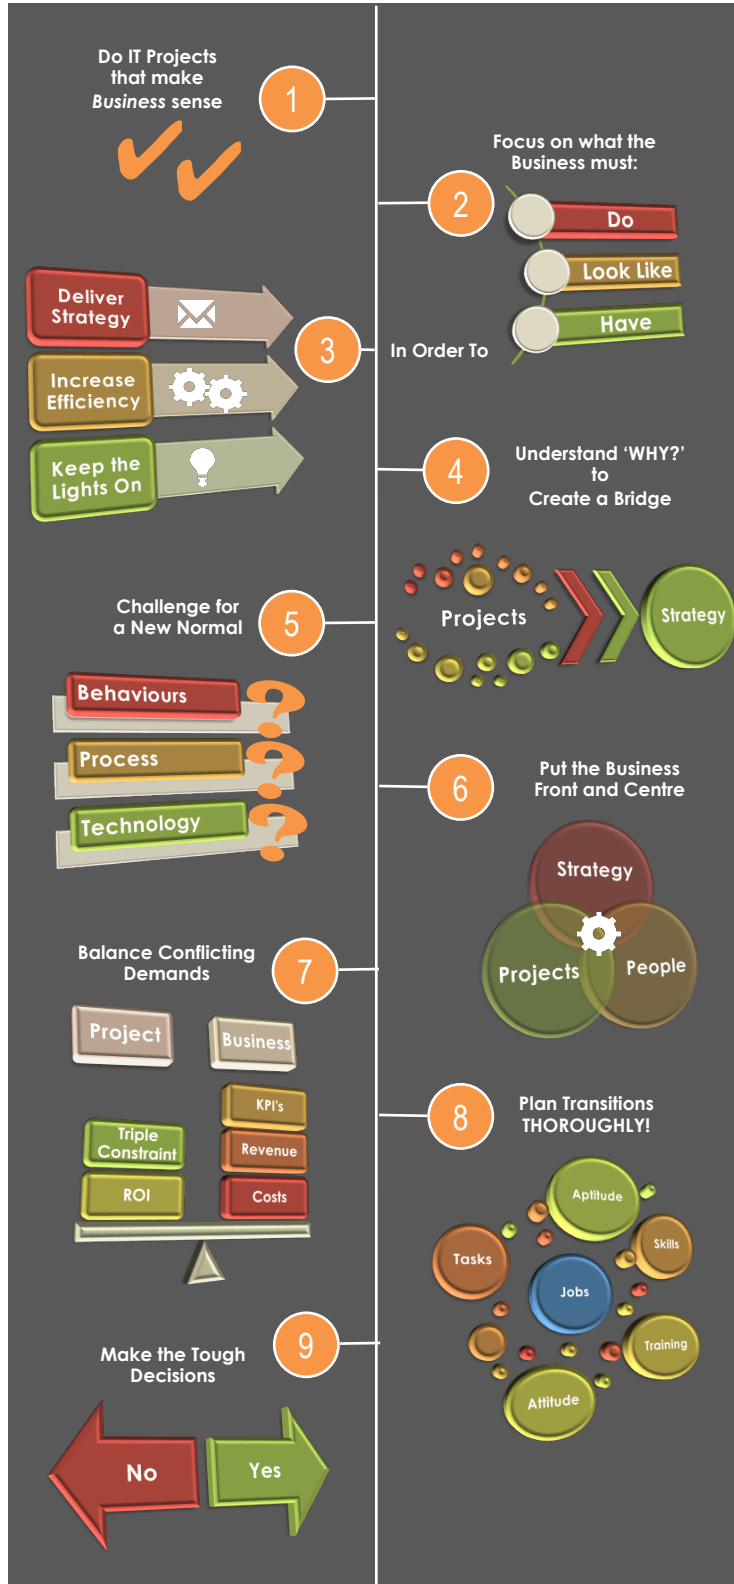 Do IT Projects
that make
Business sense
1
Focus on what the
Business must:
2
Do
Look Like
Have
Deliver
Strategy
Increase
Efficiency
Keep the
Lights On
3
In Order To
4
Understand ‘WHY?’
to
Create a Bridge
Projects
Strategy
Challenge for
a New Normal
5
Behaviours ?
Process ?
Technology ?
6
Put the Business
Front and Centre
Strategy
Projects
People
Balance Conflicting
Demands
7
Project
Business
KPI's
Triple
Constraint
Revenue
ROI
Costs
8
Plan Transitions
THOROUGHLY!
Aptitude
Skills
Tasks
Jobs
Training
Attitude
9
Make the Tough
Decisions
No
Yes